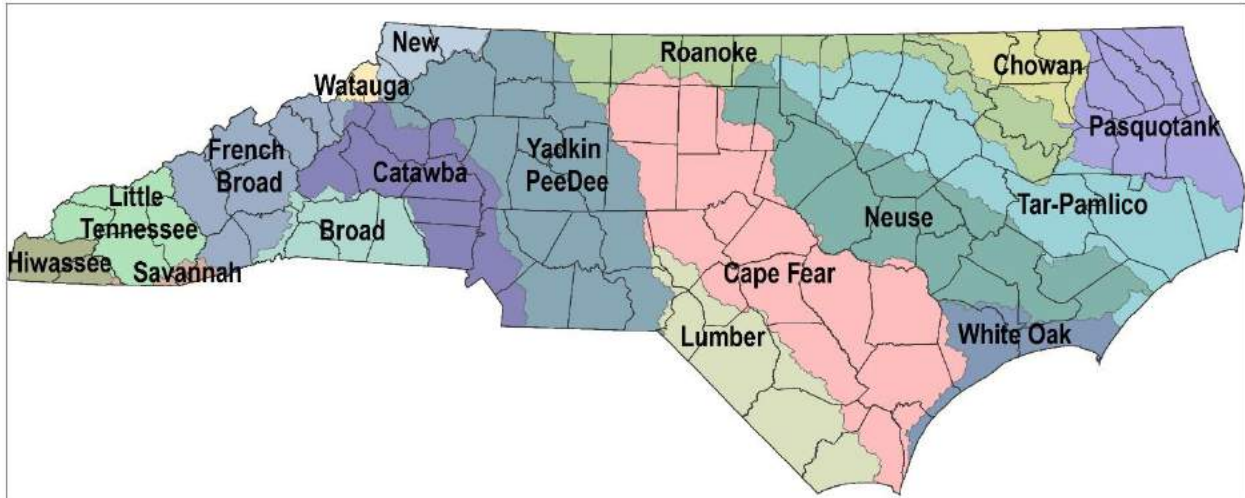 New
Roanoke
Chowan
Watauga
Pasquotank
French
Broad
Yadkin
PeeDee
Catawba
Little
Tennessee
Tar-Pamlico
Neuse
Broad
Hiwassee
Savannah
Cape Fear
Lumber
White Oak